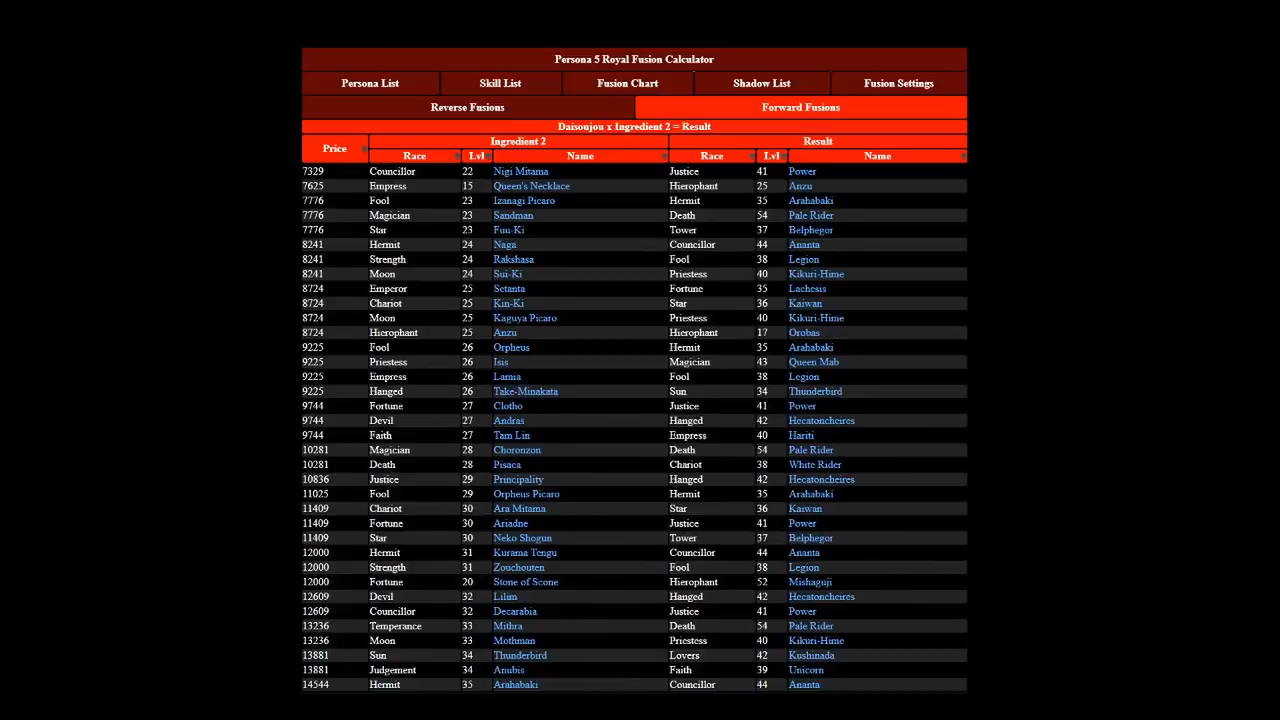 Persona 5 Royal Fusion Calculator
Persona List Skill List Fusion Chart Shadow List Fusion Settings
Reverse Fusions Forward Fusions
Daisoujou x Ingredient 2 = Result
Price Ingredient 2 Result
Race Lvl Name Race Lvl Name
7329 Councillor 22 Nigi Mitama Justice 41 Power
7625 Empress 15 Queen's Necklace Hierophant 25 Anzu
7776 Fool 23 Izanagi Picaro Hermit 35 Arahabaki
7776 Magician 23 Sandman Death 54 Pale Rider
7776 Star 23 Fuu-Ki Tower 37 Belphegor
8241 Hermit 24 Naga Councillor 44 Ananta
8241 Strength 24 Rakshasa Fool 38 Legion
8241 Moon 24 Sui-Ki Priestess 40 Kikuri-Hime
8724 Emperor 25 Setanta Fortune 35 Lachesis
8724 Chariot 25 Kin-Ki Star 36 Kaiwan
8724 Moon 25 Kaguya Picaro Priestess 40 Kikuri-Hime
8724 Hierophant 25 Anzu Hierophant 17 Orobas
9225 Fool 26 Orpheus Hermit 35 Arahabaki
9225 Priestess 26 Isis Magician 43 Queen Mab
9225 Empress 26 Lamia Fool 38 Legion
9225 Hanged 26 Take-Minakata Sun 34 Thunderbird
9744 Fortune 27 Clotho Justice 41 Power
9744 Devil 27 Andras Hanged 42 Hecatoncheires
9744 Faith 27 Tam Lin Empress 40 Hariti
10281 Magician 28 Choronzon Death 54 Pale Rider
10281 Death 28 Pisaca Chariot 38 White Rider
10836 Justice 29 Principality Hanged 42 Hecatoncheires
11025 Fool 29 Orpheus Picaro Hermit 35 Arahabaki
11409 Chariot 30 Ara Mitama Star 36 Kaiwan
11409 Fortune 30 Ariadne Justice 41 Power
11409 Star 30 Neko Shogun Tower 37 Belphegor
12000 Hermit 31 Kurama Tengu Councillor 44 Ananta
12000 Strength 31 Zouchouten Fool 38 Legion
12000 Fortune 20 Stone of Scone Hierophant 52 Mishaguji
12609 Devil 32 Lilim Hanged 42 Hecatoncheires
12609 Councillor 32 Decarabia Justice 41 Power
13236 Temperance 33 Mithra Death 54 Pale Rider
13236 Moon 33 Mothman Priestess 40 Kikuri-Hime
13881 Sun 34 Thunderbird Lovers 42 Kushinada
13881 Judgement 34 Anubis Faith 39 Unicorn
14544 Hermit 35 Arahabaki Councillor 44 Ananta